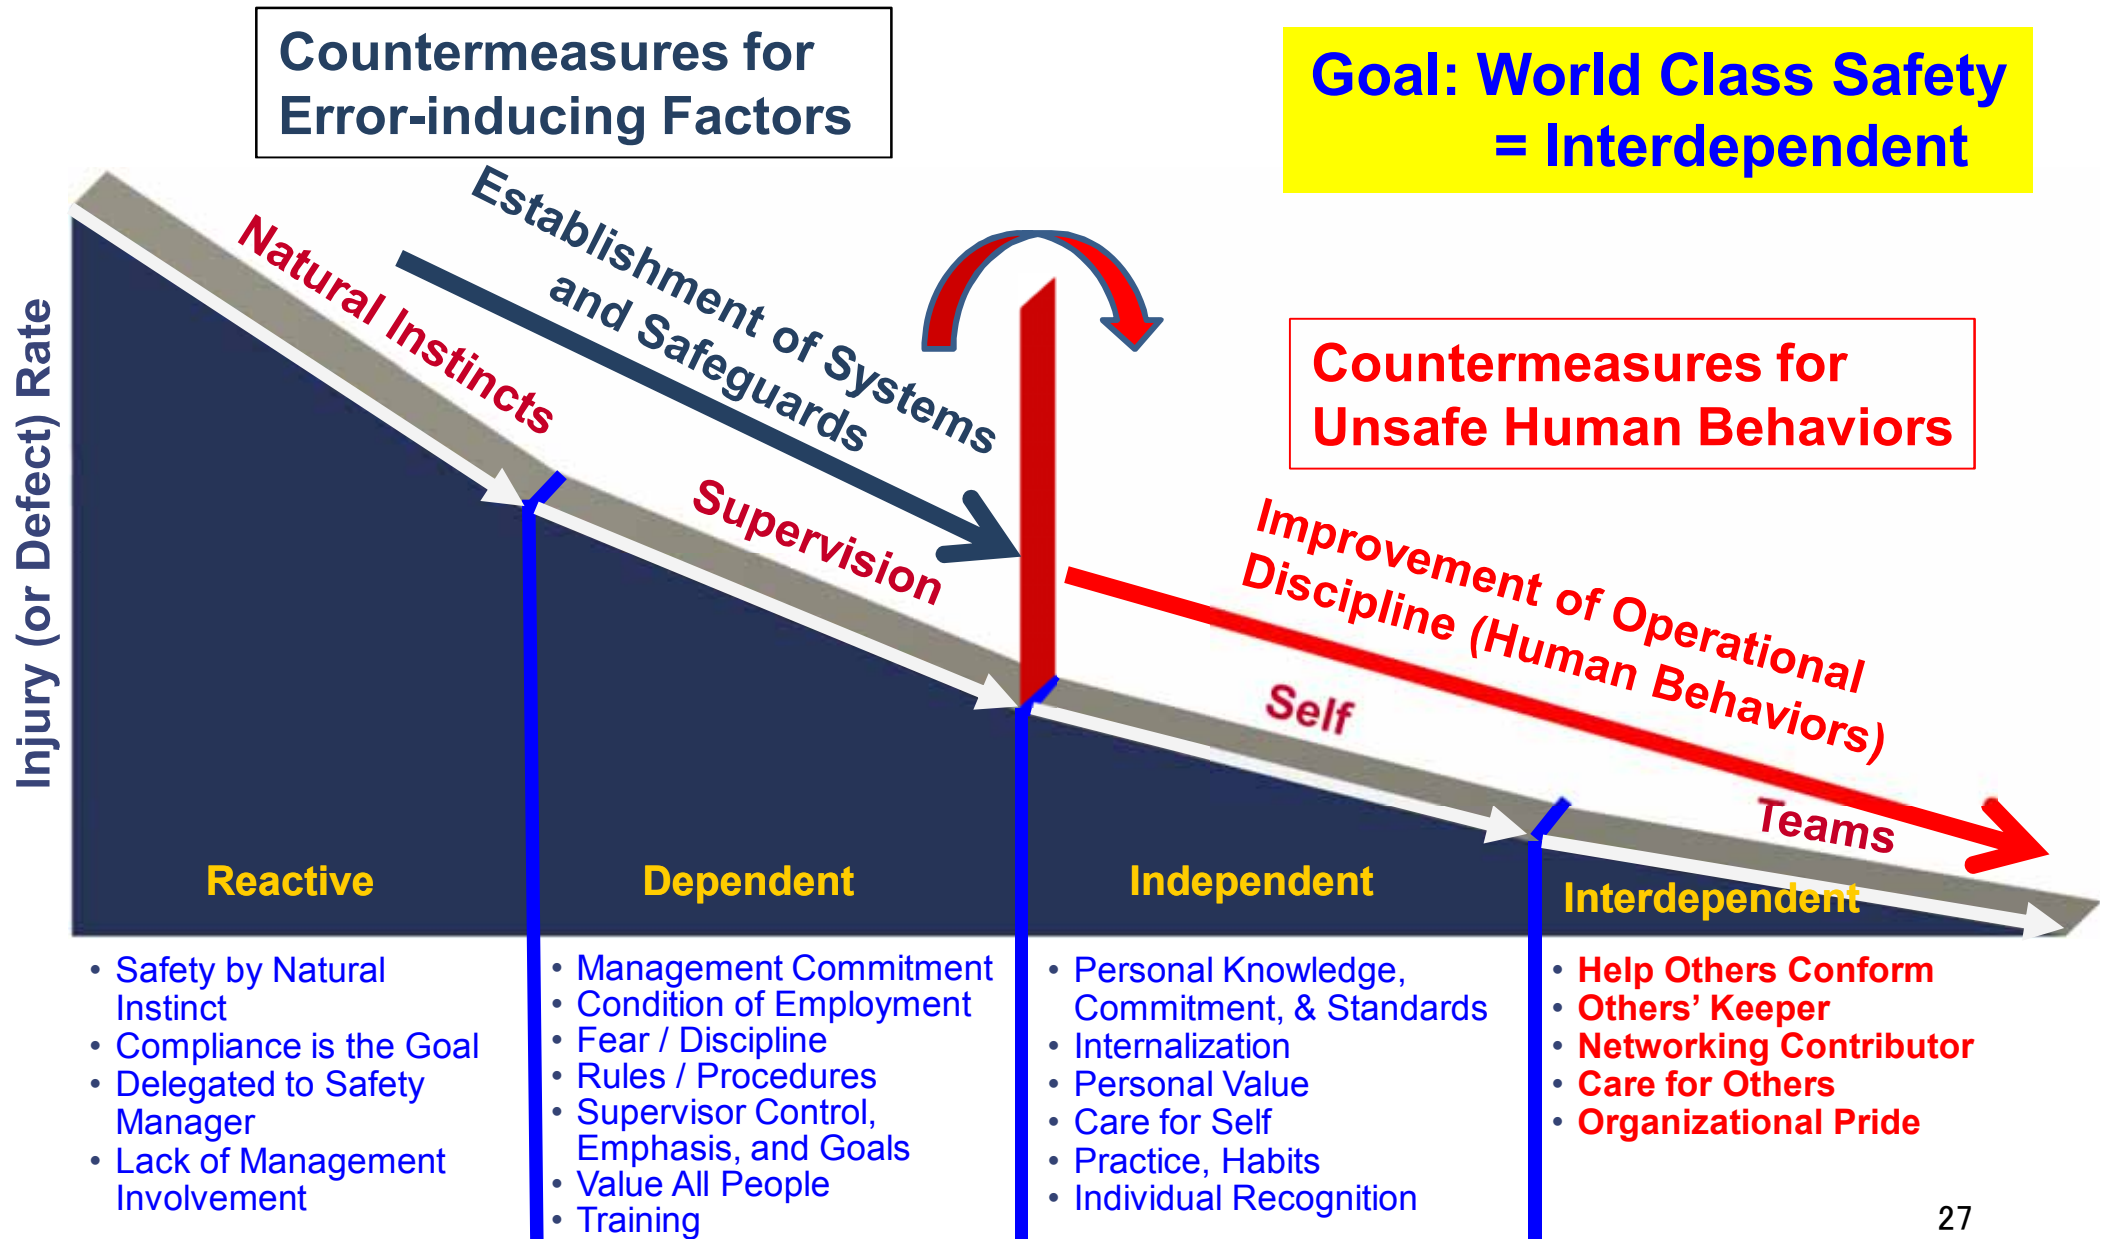 Countermeasures for
Error-inducing Factors
Goal: World Class Safety
= Interdependent
Injury (or Defect) Rate
Natural Instincts
Establishment of Systems
and Safeguards
Supervision
Countermeasures for
Unsafe Human Behaviors
Improvement of Operational
Discipline (Human Behaviors)
Self
Teams
Reactive
Dependent
Independent
Interdependent
• Safety by Natural
Instinct
• Compliance is the Goal
• Delegated to Safety
Manager
• Lack of Management
Involvement
• Management Commitment
• Condition of Employment
• Fear / Discipline
• Rules / Procedures
• Supervisor Control,
Emphasis, and Goals
• Value All People
• Training
• Personal Knowledge,
Commitment, & Standards
• Internalization
• Personal Value
• Care for Self
• Practice, Habits
• Individual Recognition
• Help Others Conform
• Others’ Keeper
• Networking Contributor
• Care for Others
• Organizational Pride
27